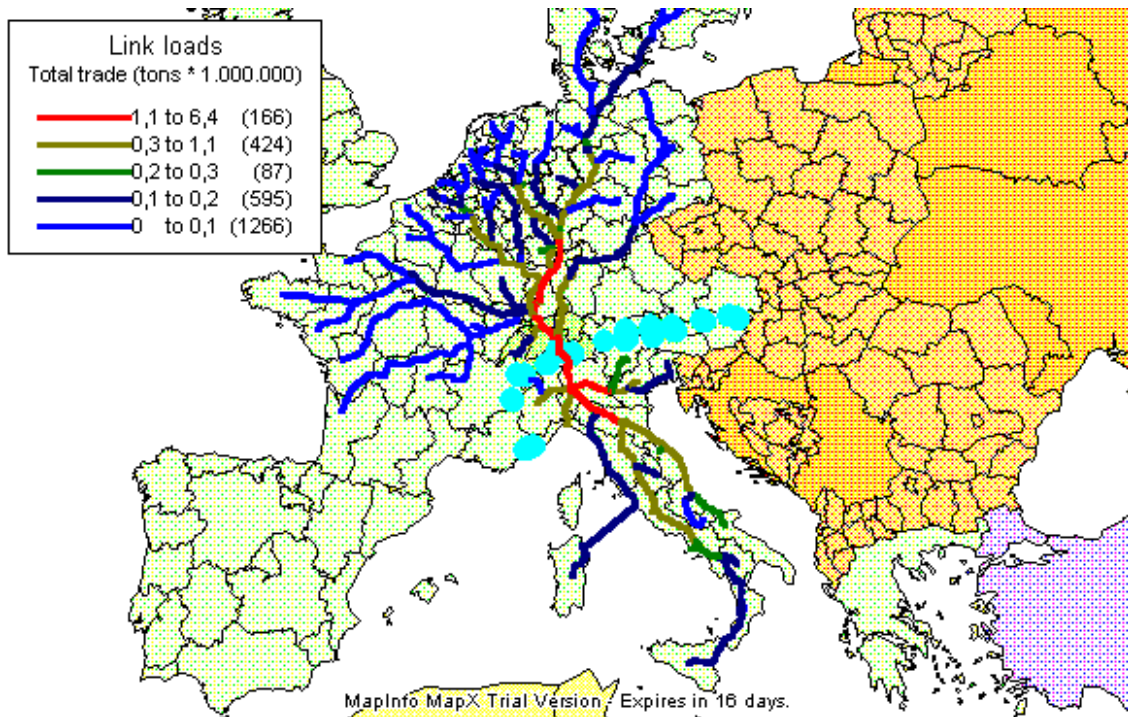 Link loads
Total trade (tons * 1.000.000)
1,1 to 6,4 (166)
0,3 to 1,1 (424)
0,2 to 0,3 (87)
0,1 to 0,2 (595)
0 to 0,1 (1266)
MapInfo MapX Trial Version - Expires in 16 days.